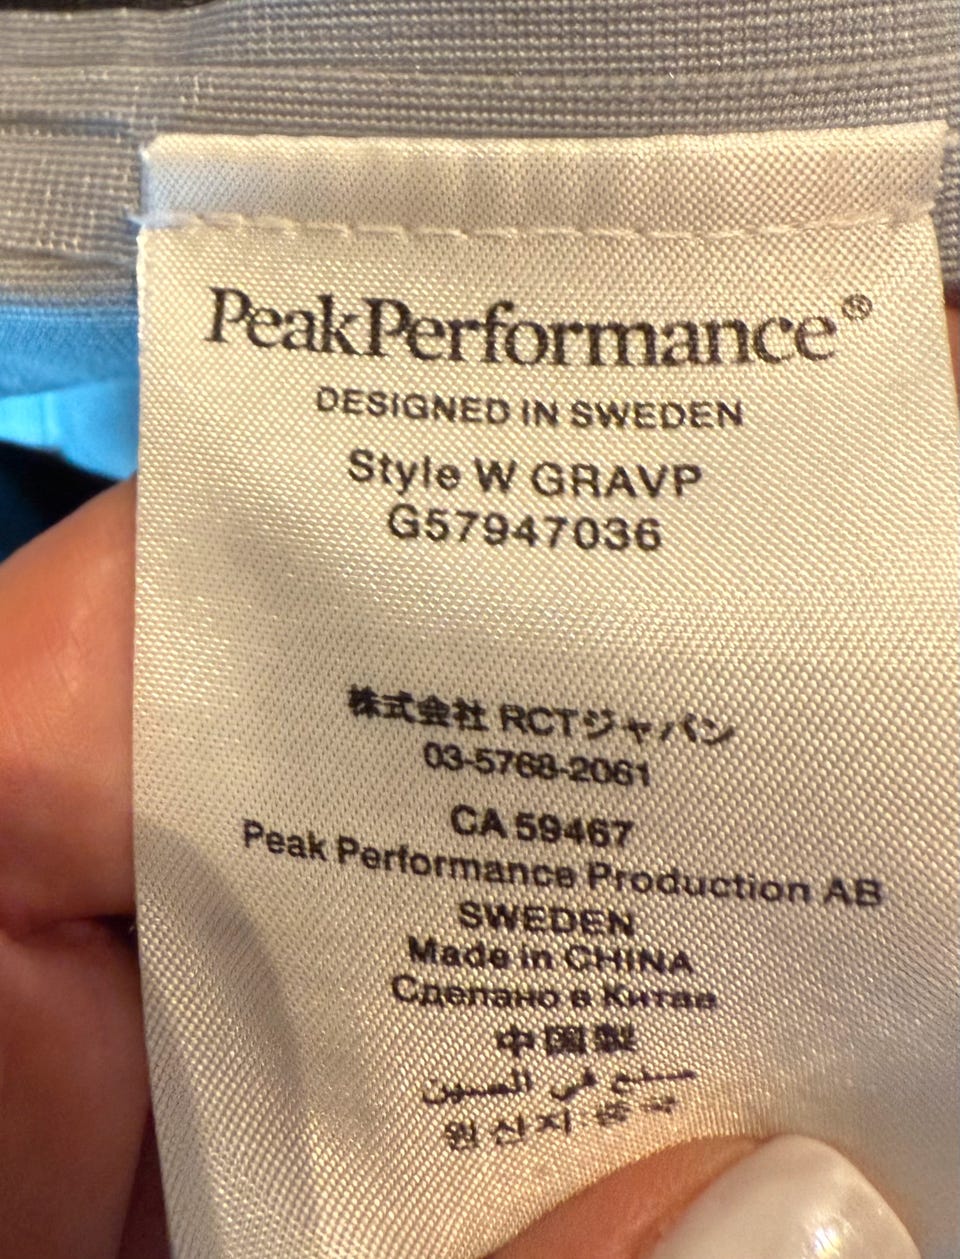 PeakPerformance®
DESIGNED IN SWEDEN
Style W GRAVP
G57947036
株式会社 RCTジャパン
03-5768-2061
CA 59467
Peak Performance Production AB
SWEDEN
Made in CHINA
Сделано в Китае
中国製
صنع في الصين
원산지 중국